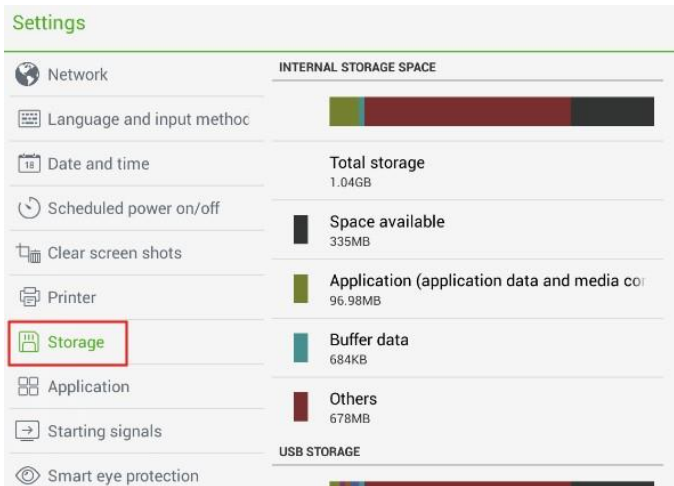 Settings
Network
Language and input method
Date and time
18
Scheduled power on/off
Clear screen shots
Printer
Storage
Application
Starting signals
Smart eye protection
INTERNAL STORAGE SPACE
Total storage
1.04GB
Space available
335MB
Application (application data and media co
96.98MB
Buffer data
684KB
Others
678MB
USB STORAGE